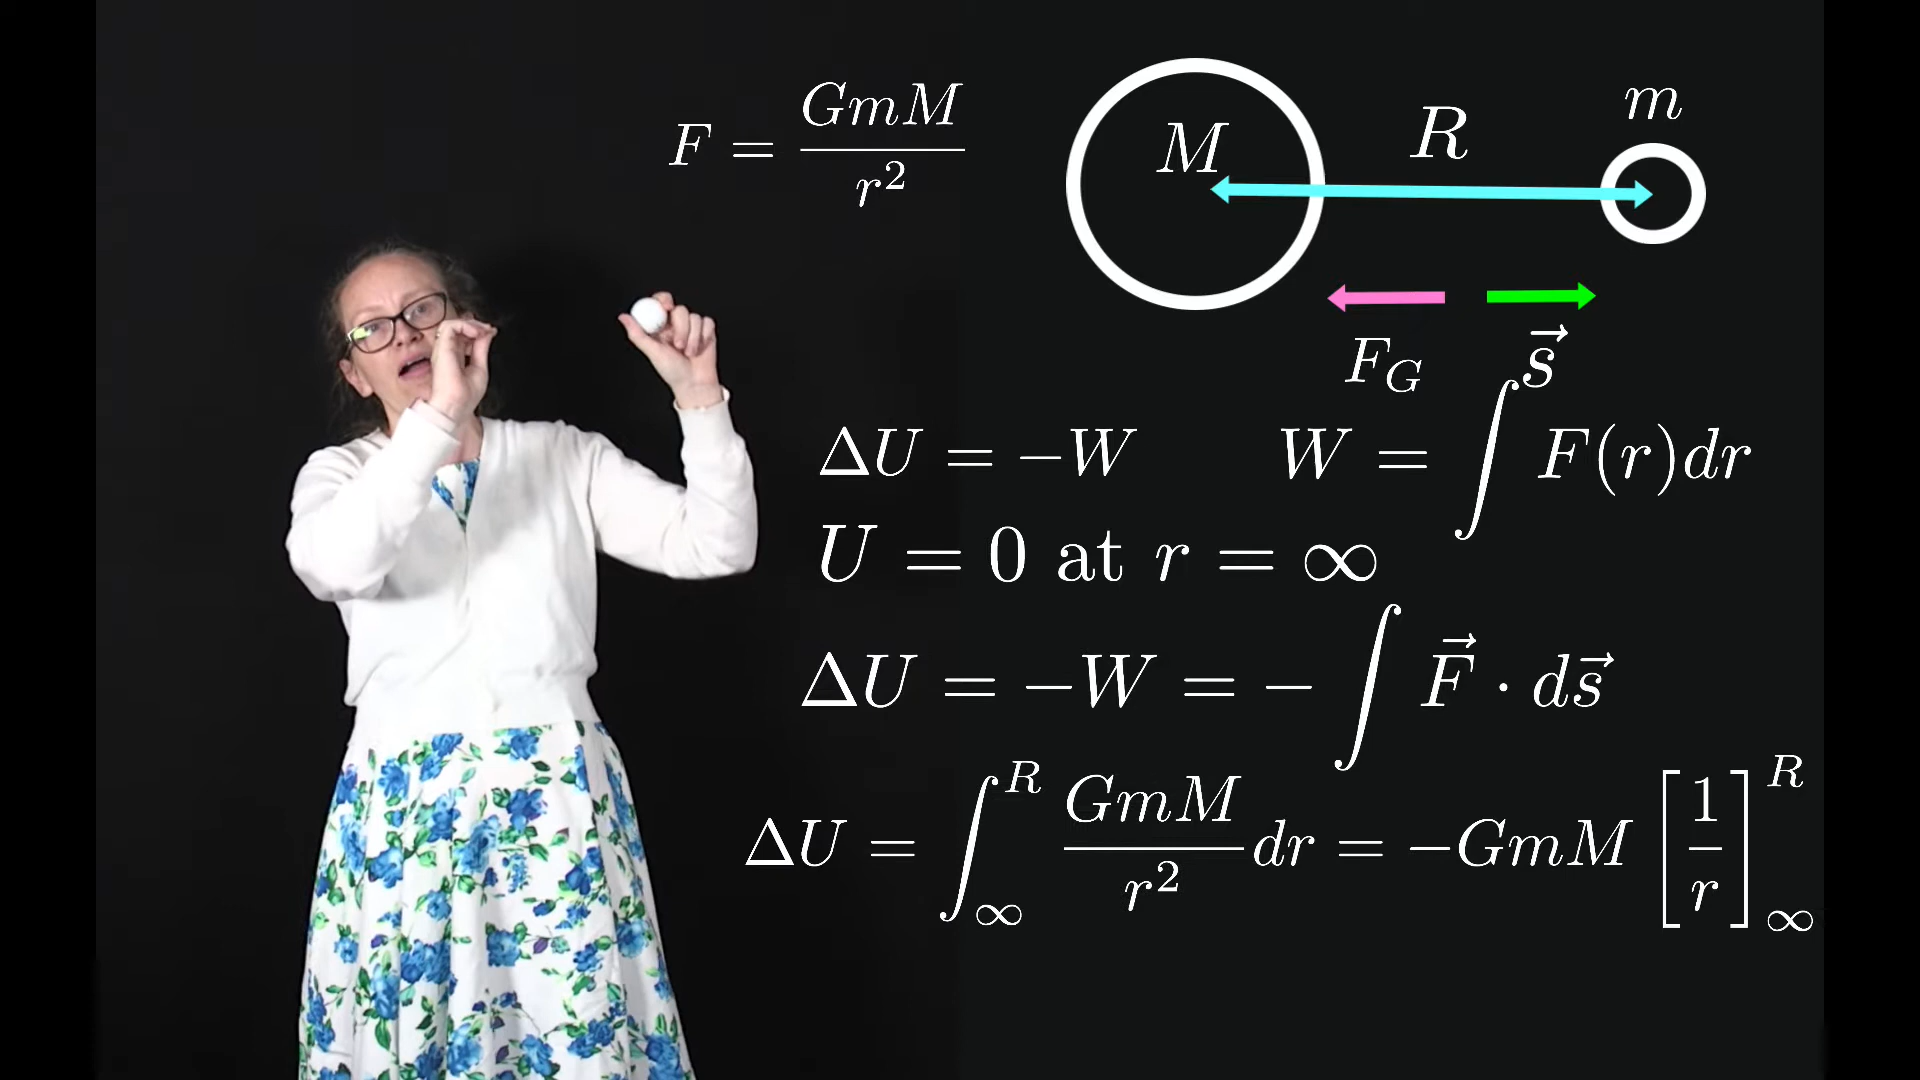 F = GmM / r²
M
R
m
F_G
s⃗
ΔU = −W
W = ∫ F(r)dr
U = 0 at r = ∞
ΔU = −W = −∫ F⃗ · ds⃗
ΔU = ∫_∞^R GmM / r² dr = −GmM [1 / r]_∞^R